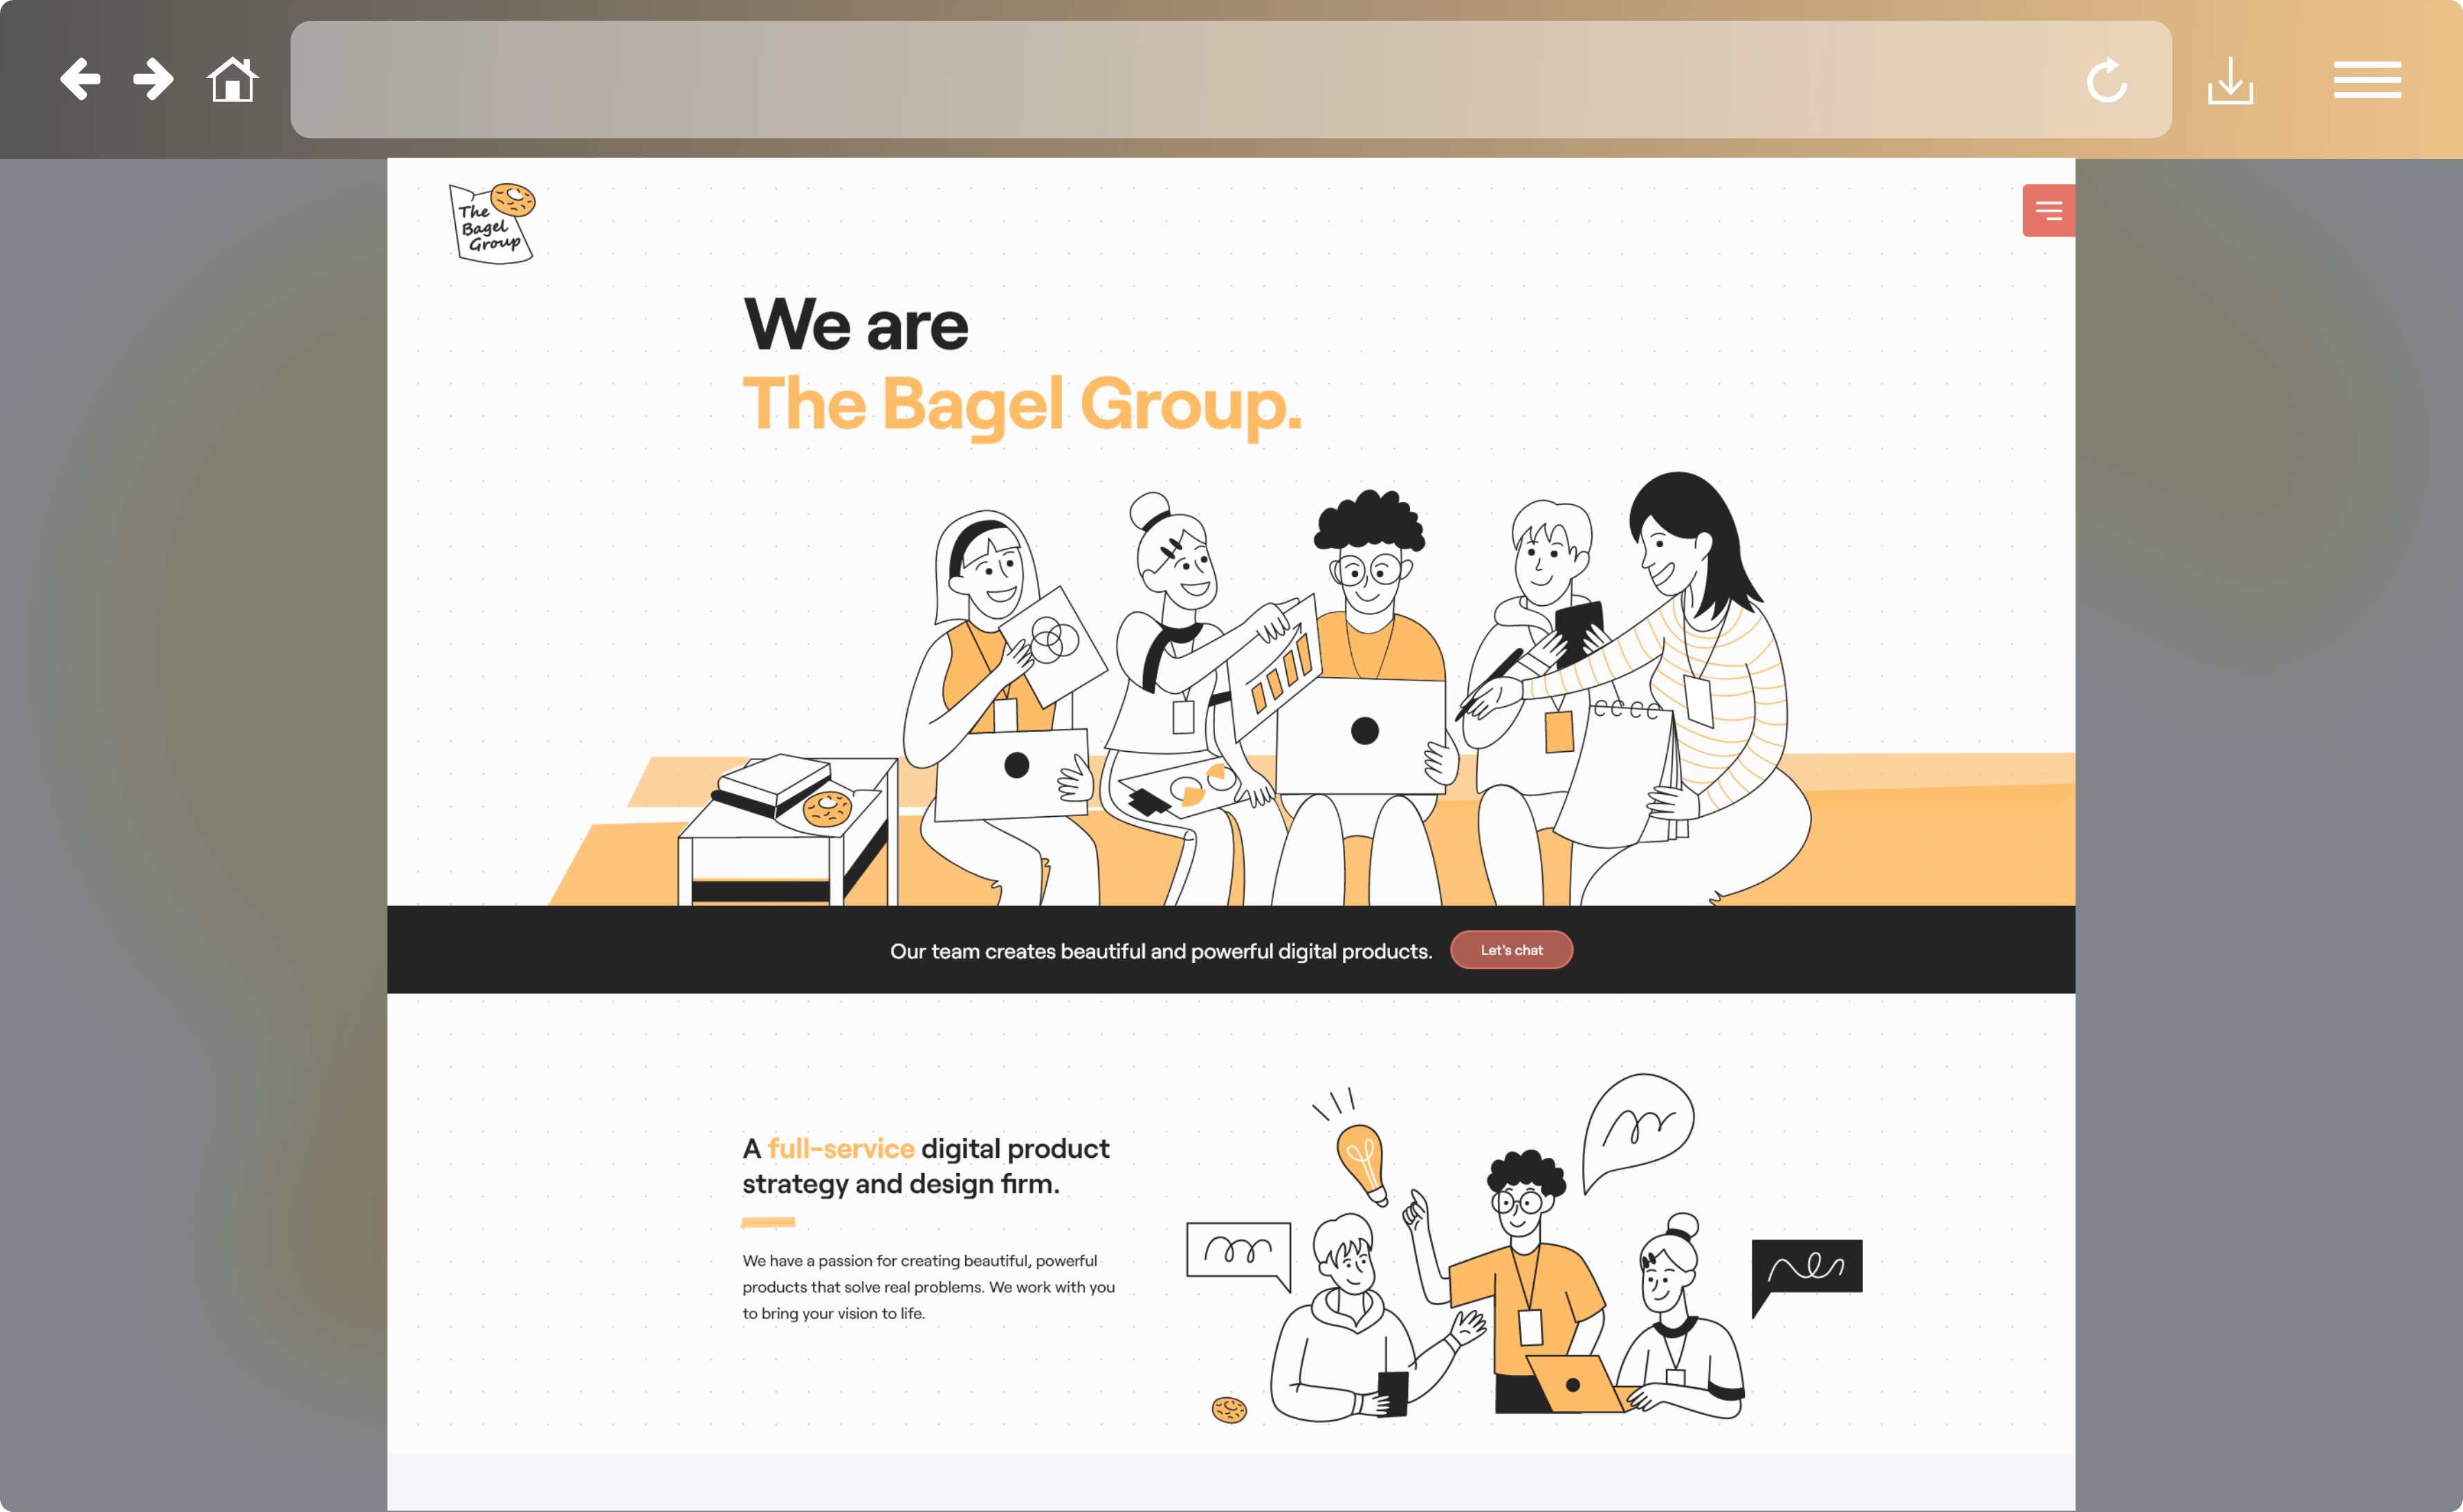 The
Bagel
Group
We are
The Bagel Group.
Our team creates beautiful and powerful digital products.
Let's chat
A full-service digital product
strategy and design firm.
We have a passion for creating beautiful, powerful
products that solve real problems. We work with you
to bring your vision to life.